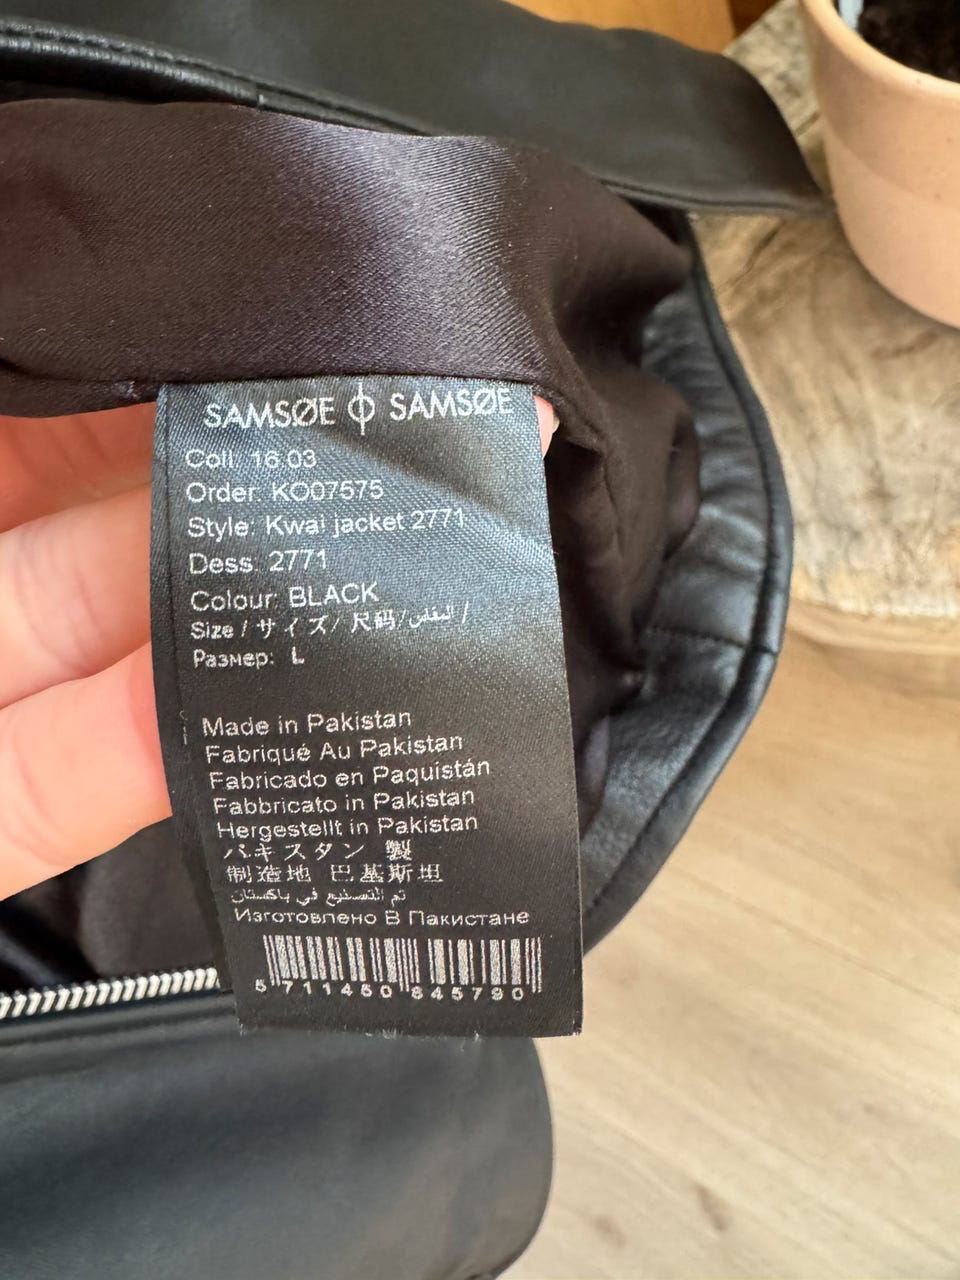 SAMSØE ϕ SAMSØE
Coll. 16.03
Order: KO07575
Style: Kwai jacket 2771
Dess: 2771
Colour: BLACK
Size / サイズ / 尺码 / المقاس /
Размер: L
Made in Pakistan
Fabriqué Au Pakistan
Fabricado en Paquistán
Fabbricato in Pakistan
Hergestellt in Pakistan
パキスタン 製
制造地 巴基斯坦
تم التصنيع في باكستان
Изготовлено В Пакистане
5 711450 845790